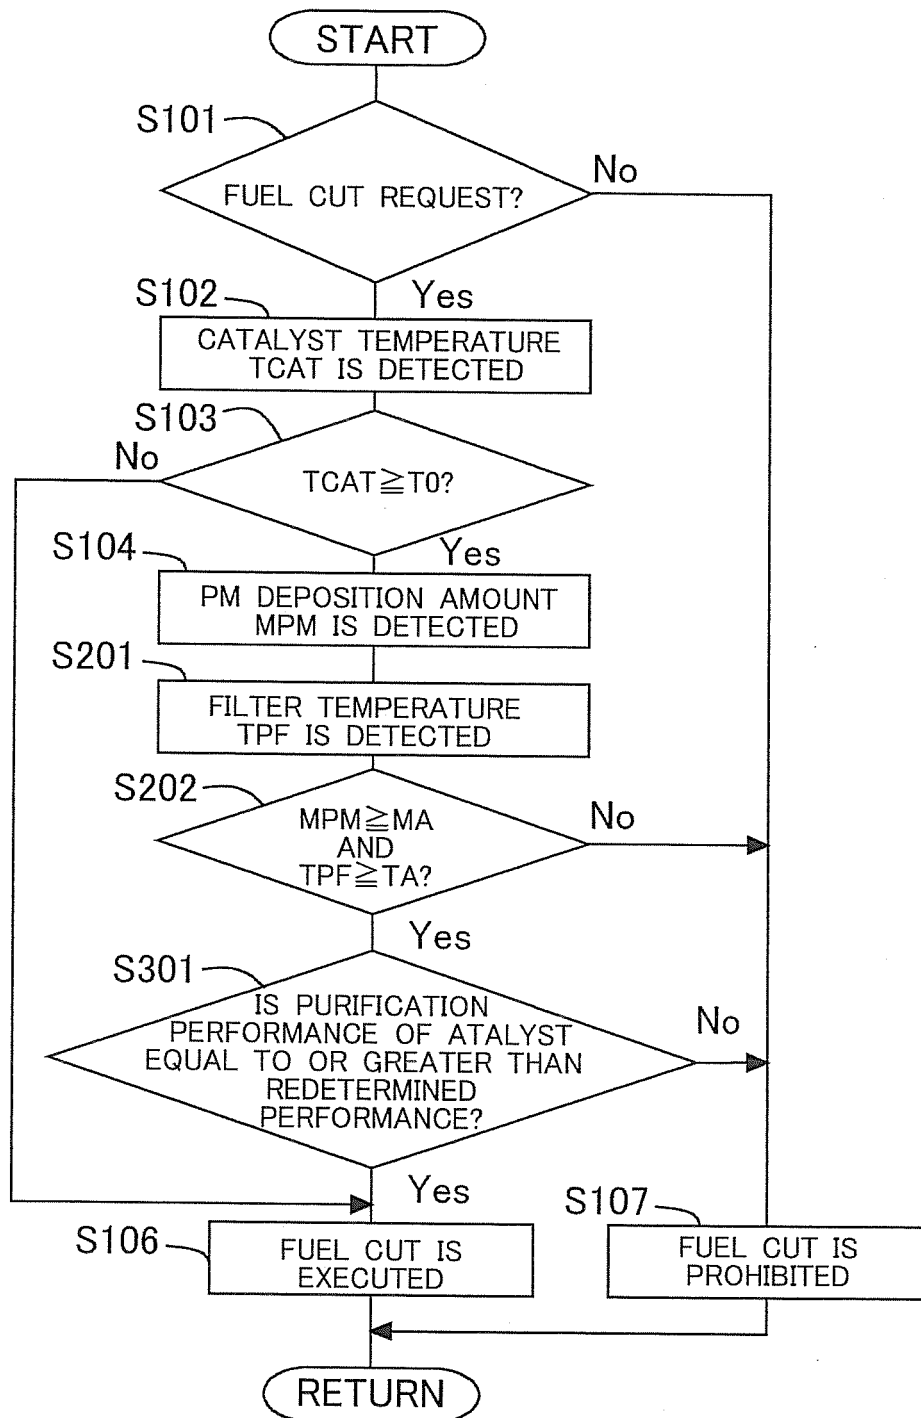 START
S101
No
FUEL CUT REQUEST?
Yes
S102
CATALYST TEMPERATURE
TCAT IS DETECTED
S103
No
TCAT≧T0?
Yes
S104
PM DEPOSITION AMOUNT
MPM IS DETECTED
S201
FILTER TEMPERATURE
TPF IS DETECTED
S202
MPM≧MA
AND
TPF≧TA?
No
Yes
S301
IS PURIFICATION
PERFORMANCE OF ATALYST
EQUAL TO OR GREATER THAN
REDETERMINED
PERFORMANCE?
No
Yes
S106
FUEL CUT IS
EXECUTED
S107
FUEL CUT IS
PROHIBITED
RETURN